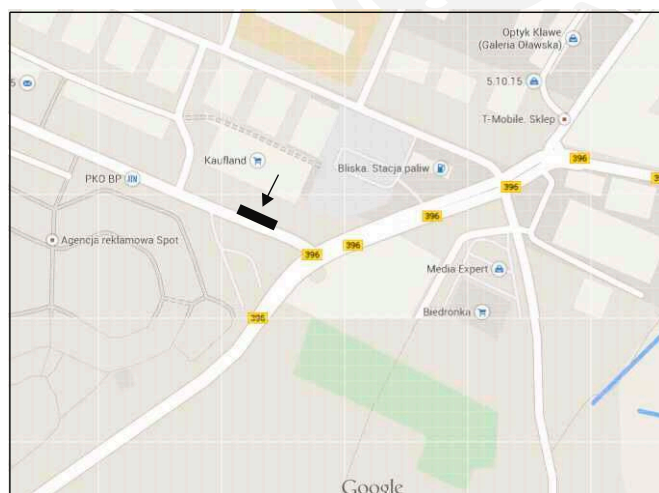 Optyk Klawe
(Galeria Oławska)
5
5.10.15
T-Mobile. Sklep
Kaufland
Bliska. Stacja paliw
396
PKO BP
396
396
Agencja reklamowa Spot
396
396
Media Expert
Biedronka
396
Google